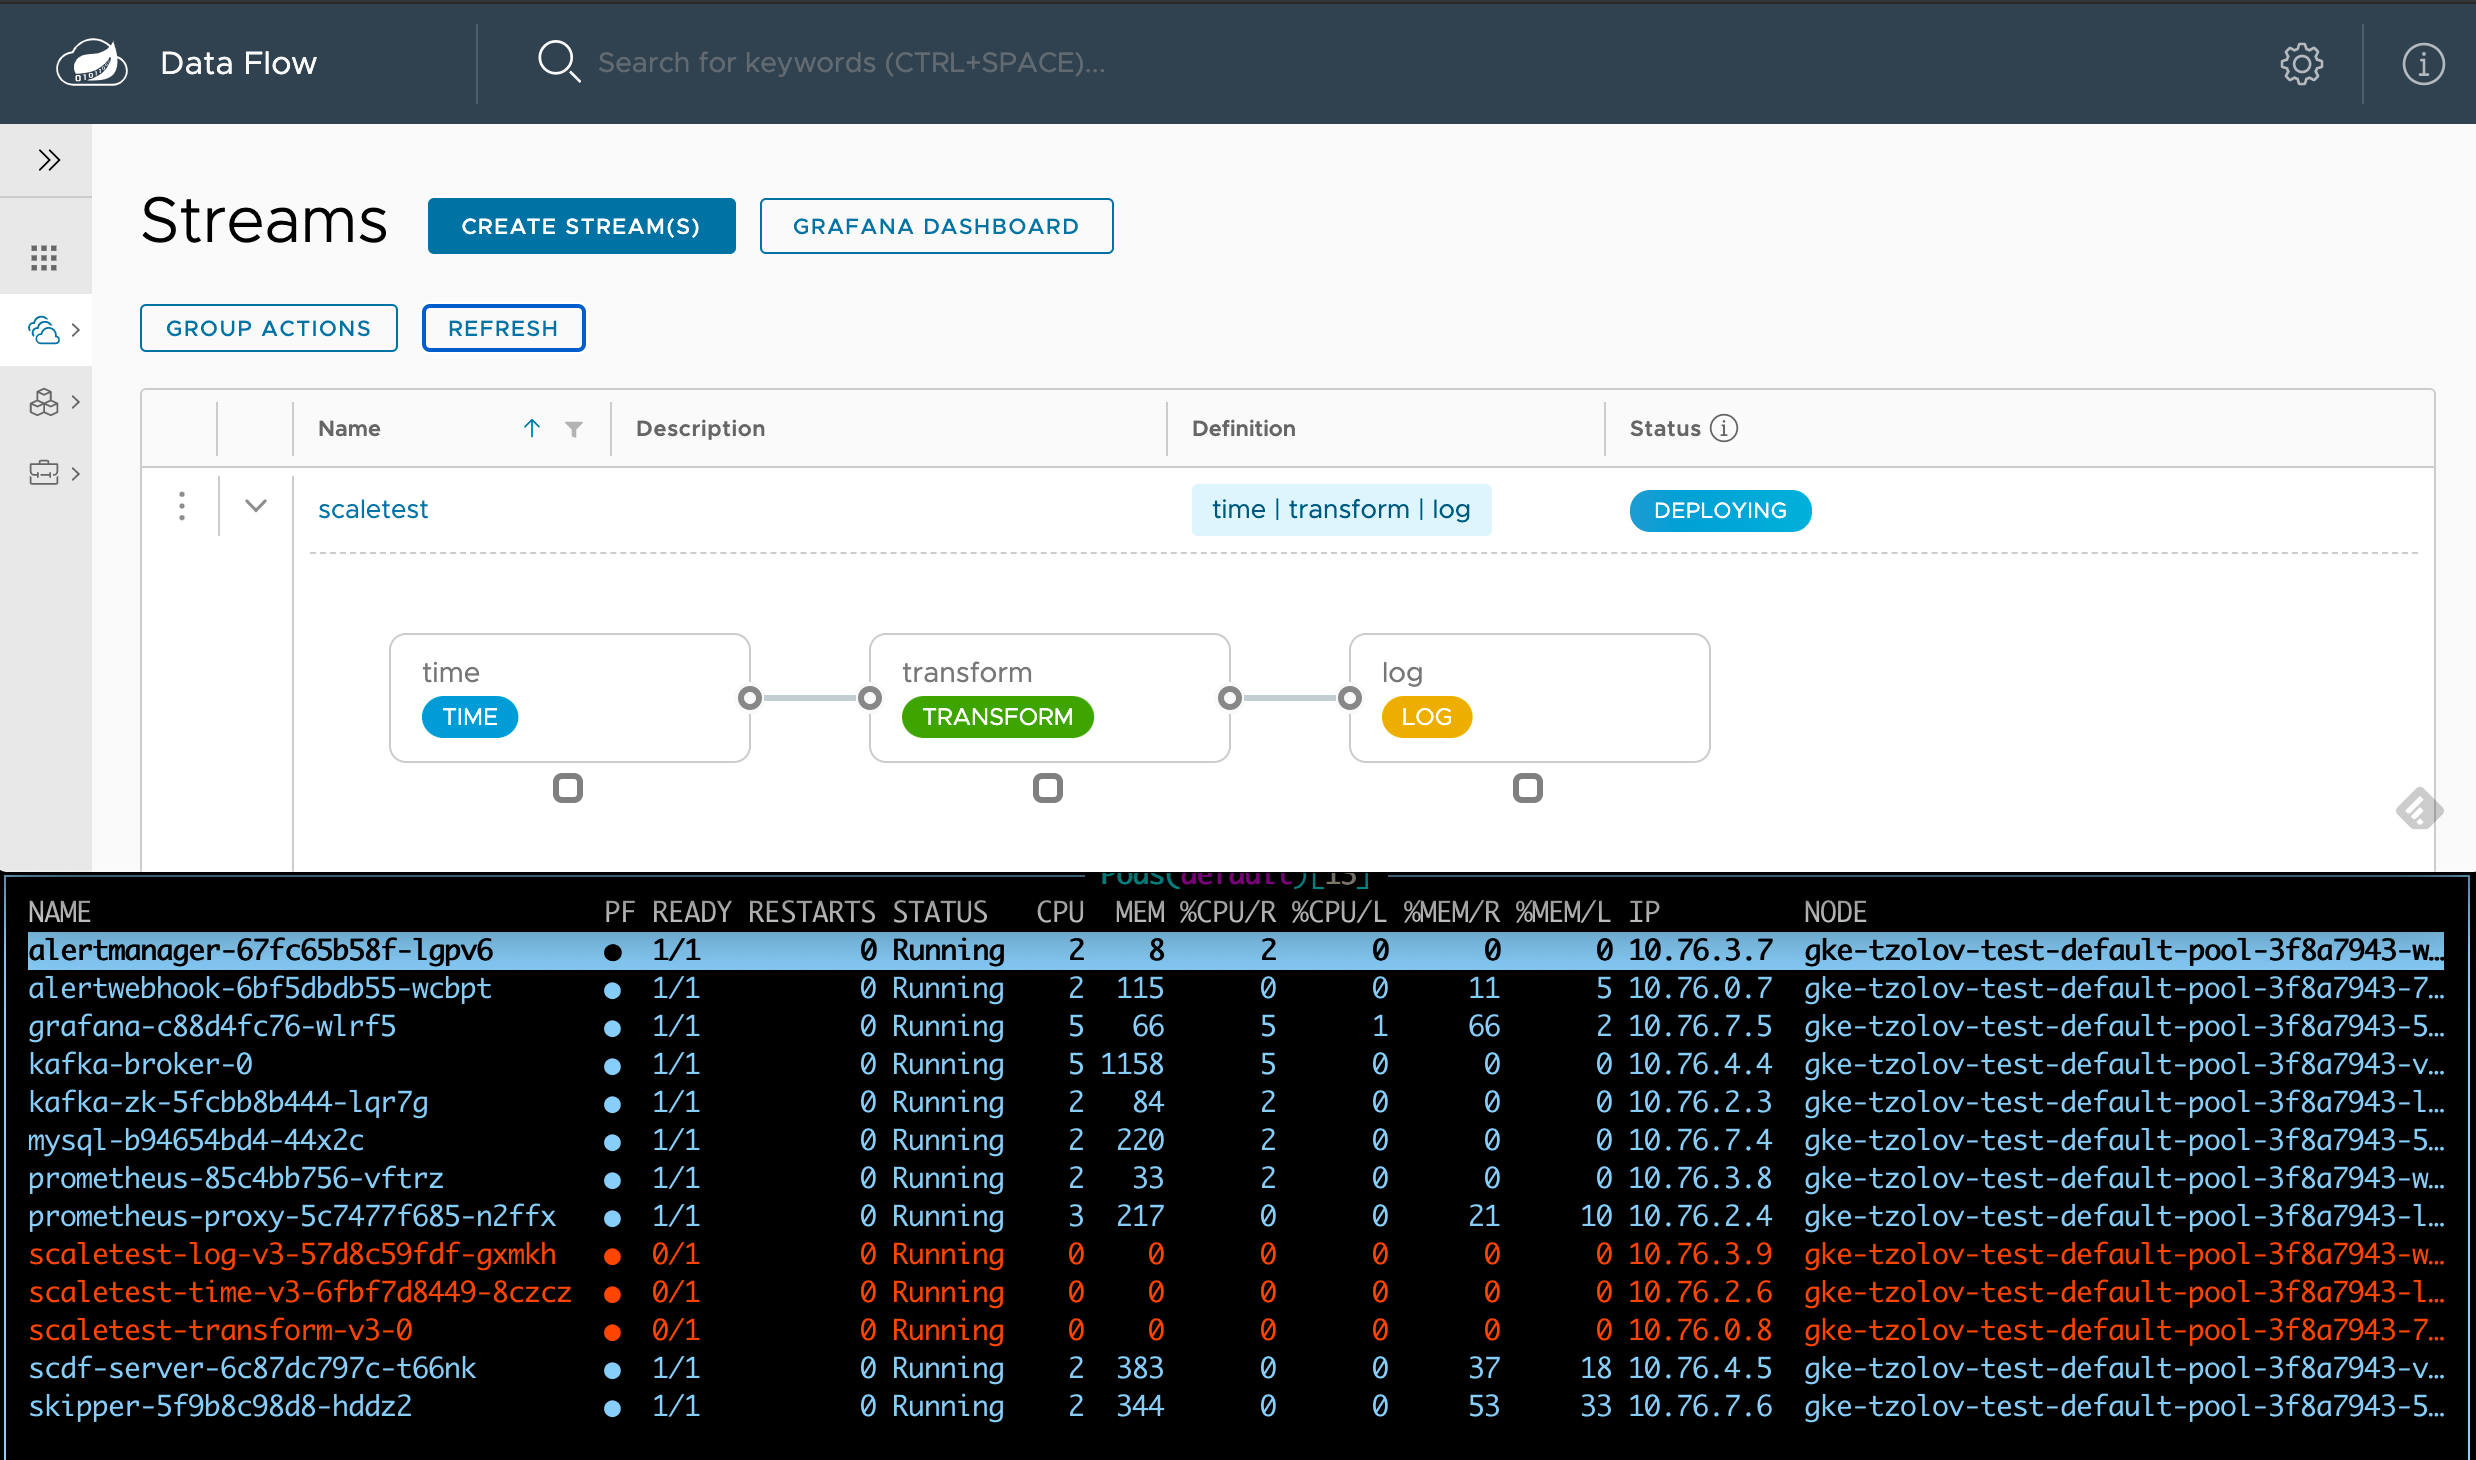 Data Flow
Search for keywords (CTRL+SPACE)...
Streams
CREATE STREAM(S)
GRAFANA DASHBOARD
GROUP ACTIONS
REFRESH
Name Description Definition Status
scaletest time | transform | log DEPLOYING
time transform log
TIME TRANSFORM LOG
Pods(default)[13]
NAME PF READY RESTARTS STATUS CPU MEM %CPU/R %CPU/L %MEM/R %MEM/L IP NODE
alertmanager-67fc65b58f-lgpv6 ● 1/1 0 Running 2 8 2 0 0 0 10.76.3.7 gke-tzolov-test-default-pool-3f8a7943-w…
alertwebhook-6bf5dbdb55-wcbpt ● 1/1 0 Running 2 115 0 0 11 5 10.76.0.7 gke-tzolov-test-default-pool-3f8a7943-7…
grafana-c88d4fc76-wlrf5 ● 1/1 0 Running 5 66 5 1 66 2 10.76.7.5 gke-tzolov-test-default-pool-3f8a7943-5…
kafka-broker-0 ● 1/1 0 Running 5 1158 5 0 0 0 10.76.4.4 gke-tzolov-test-default-pool-3f8a7943-v…
kafka-zk-5fcbb8b444-lqr7g ● 1/1 0 Running 2 84 2 0 0 0 10.76.2.3 gke-tzolov-test-default-pool-3f8a7943-l…
mysql-b94654bd4-44x2c ● 1/1 0 Running 2 220 2 0 0 0 10.76.7.4 gke-tzolov-test-default-pool-3f8a7943-5…
prometheus-85c4bb756-vftrz ● 1/1 0 Running 2 33 2 0 0 0 10.76.3.8 gke-tzolov-test-default-pool-3f8a7943-w…
prometheus-proxy-5c7477f685-n2ffx ● 1/1 0 Running 3 217 0 0 21 10 10.76.2.4 gke-tzolov-test-default-pool-3f8a7943-l…
scaletest-log-v3-57d8c59fdf-gxmkh ● 0/1 0 Running 0 0 0 0 0 0 10.76.3.9 gke-tzolov-test-default-pool-3f8a7943-w…
scaletest-time-v3-6fbf7d8449-8czcz ● 0/1 0 Running 0 0 0 0 0 0 10.76.2.6 gke-tzolov-test-default-pool-3f8a7943-l…
scaletest-transform-v3-0 ● 0/1 0 Running 0 0 0 0 0 0 10.76.0.8 gke-tzolov-test-default-pool-3f8a7943-7…
scdf-server-6c87dc797c-t66nk ● 1/1 0 Running 2 383 0 0 37 18 10.76.4.5 gke-tzolov-test-default-pool-3f8a7943-v…
skipper-5f9b8c98d8-hddz2 ● 1/1 0 Running 2 344 0 0 53 33 10.76.7.6 gke-tzolov-test-default-pool-3f8a7943-5…